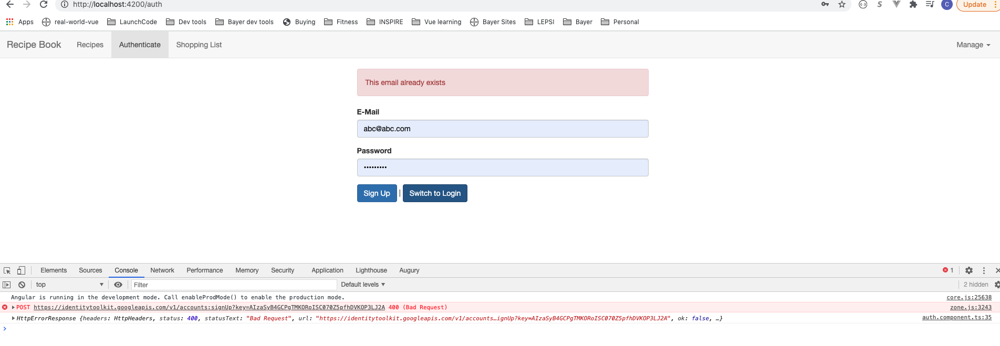 http://localhost:4200/auth
C
Update
Apps real-world-vue LaunchCode Dev tools Bayer dev tools Buying Fitness INSPIRE Vue learning Bayer Sites LEPSI Bayer Personal
Recipe Book Recipes Authenticate Shopping List Manage
This email already exists
E-Mail
abc@abc.com
Password
•••••••••
Sign Up | Switch to Login
Elements Sources Console Network Performance Memory Security Application Lighthouse Augury 1
top Filter Default levels 2 hidden
Angular is running in the development mode. Call enableProdMode() to enable the production mode. core.js:25638
POST https://identitytoolkit.googleapis.com/v1/accounts:signUp?key=AIzaSyB4GCPgTMKORoISC070Z5pfhDVKOP3LJ2A 400 (Bad Request) zone.js:3243
HttpErrorResponse {headers: HttpHeaders, status: 400, statusText: "Bad Request", url: "https://identitytoolkit.googleapis.com/v1/accounts…ignUp?key=AIzaSyB4GCPgTMKORoISC070Z5pfhDVKOP3LJ2A", ok: false, …} auth.component.ts:35